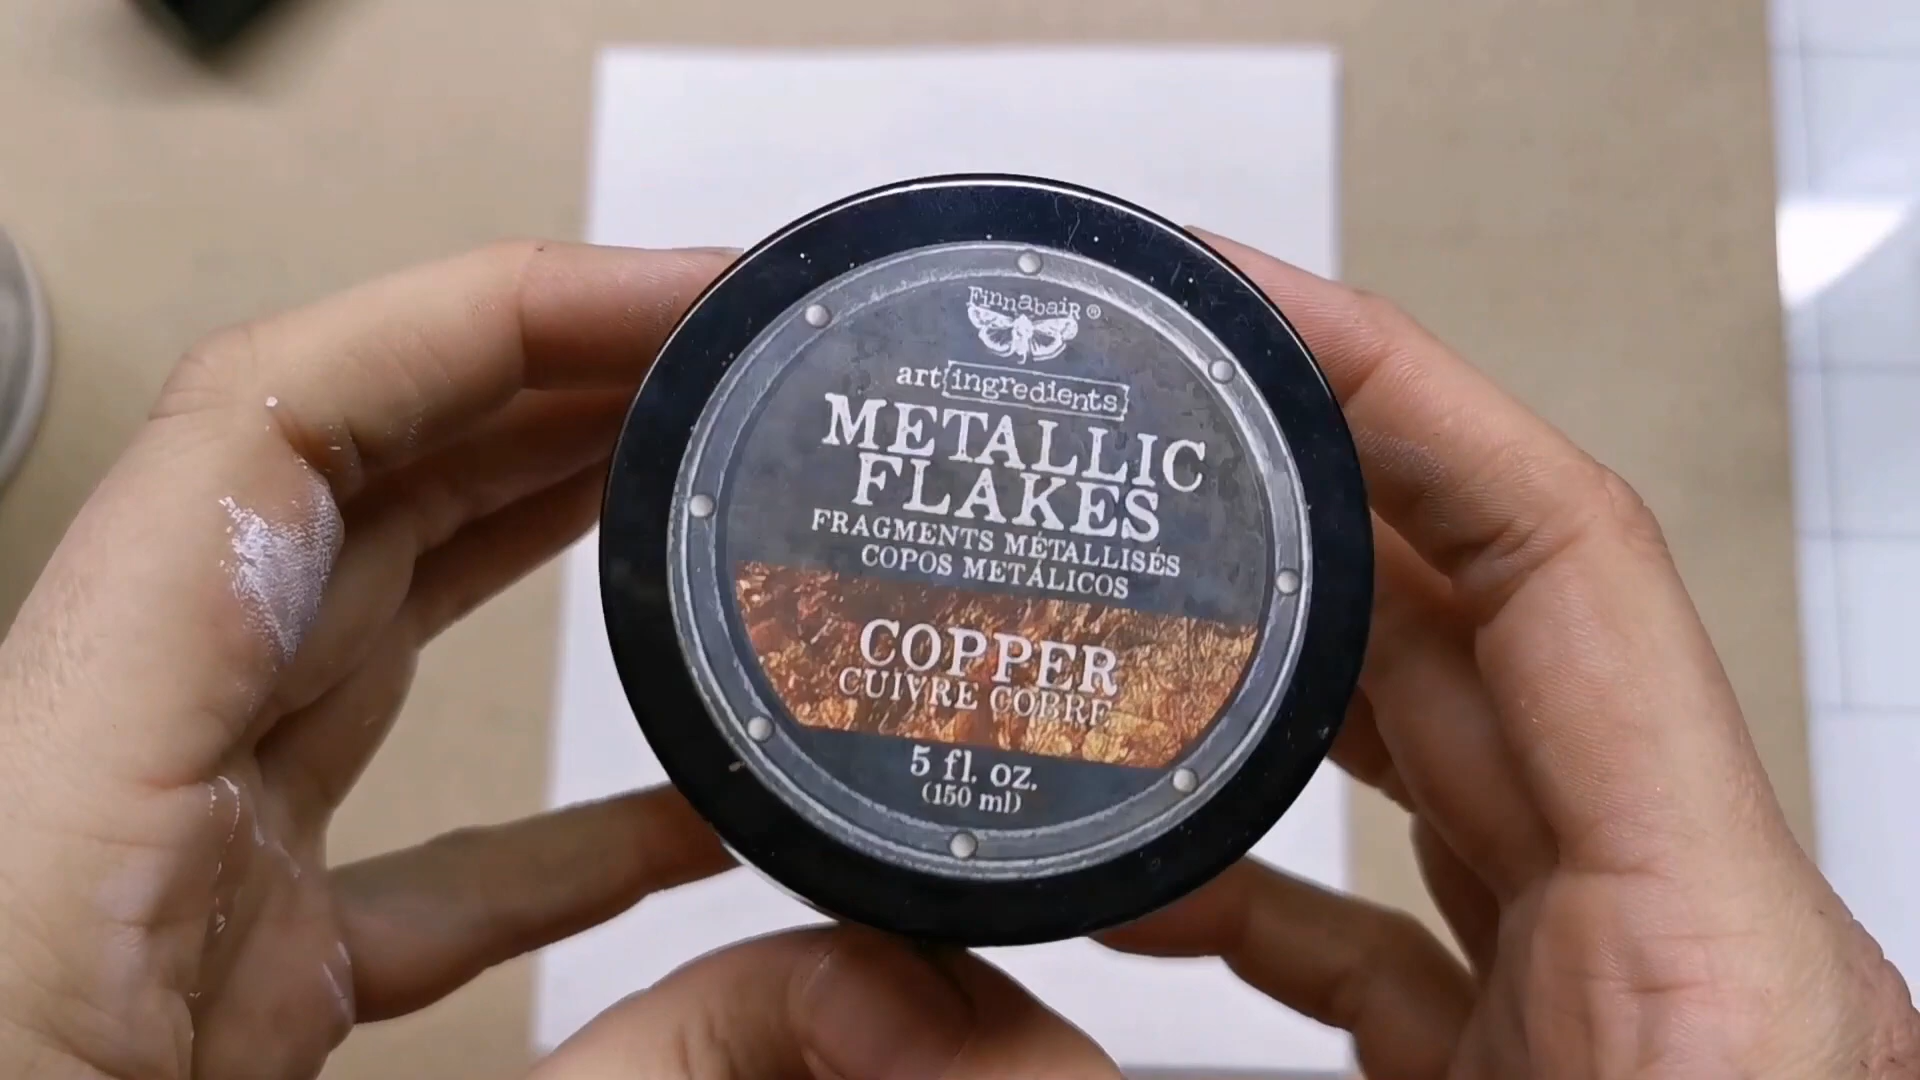 Finnabair®
art ingredients
METALLIC
FLAKES
FRAGMENTS MÉTALLISÉS
COPOS METÁLICOS
COPPER
CUIVRE COBRE
5 fl. oz.
(150 ml)